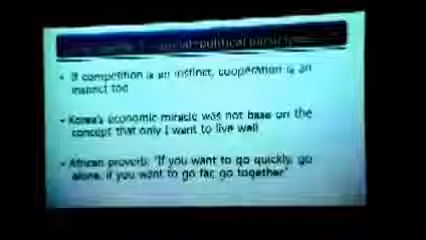 social-political
• If competition is an instinct, cooperation is an
instinct too
• Korea's economic miracle was not base on the
concept that only I want to live well
• African proverb: "If you want to go quickly, go
alone, if you want to go far, go together"